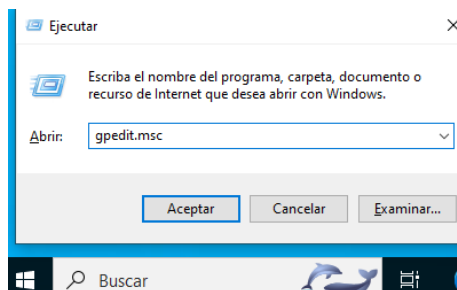 Ejecutar
Escriba el nombre del programa, carpeta, documento o
recurso de Internet que desea abrir con Windows.
Abrir: gpedit.msc
Aceptar Cancelar Examinar...
Buscar